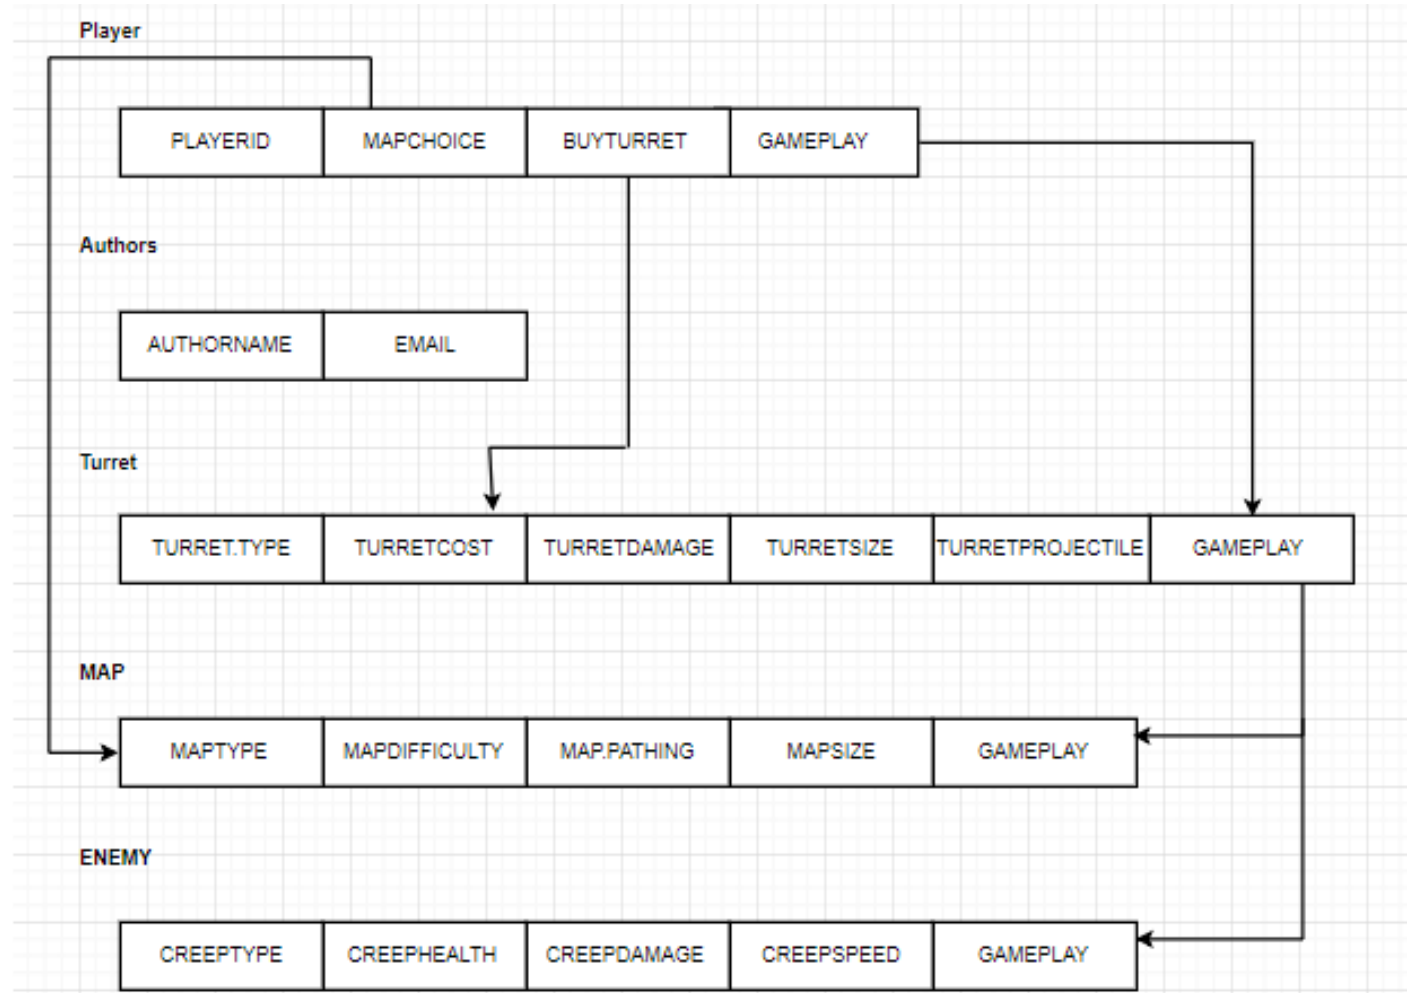 Player
PLAYERID MAPCHOICE BUYTURRET GAMEPLAY
Authors
AUTHORNAME EMAIL
Turret
TURRET.TYPE TURRETCOST TURRETDAMAGE TURRETSIZE TURRETPROJECTILE GAMEPLAY
MAP
MAPTYPE MAPDIFFICULTY MAP.PATHING MAPSIZE GAMEPLAY
ENEMY
CREEPTYPE CREEPHEALTH CREEPDAMAGE CREEPSPEED GAMEPLAY